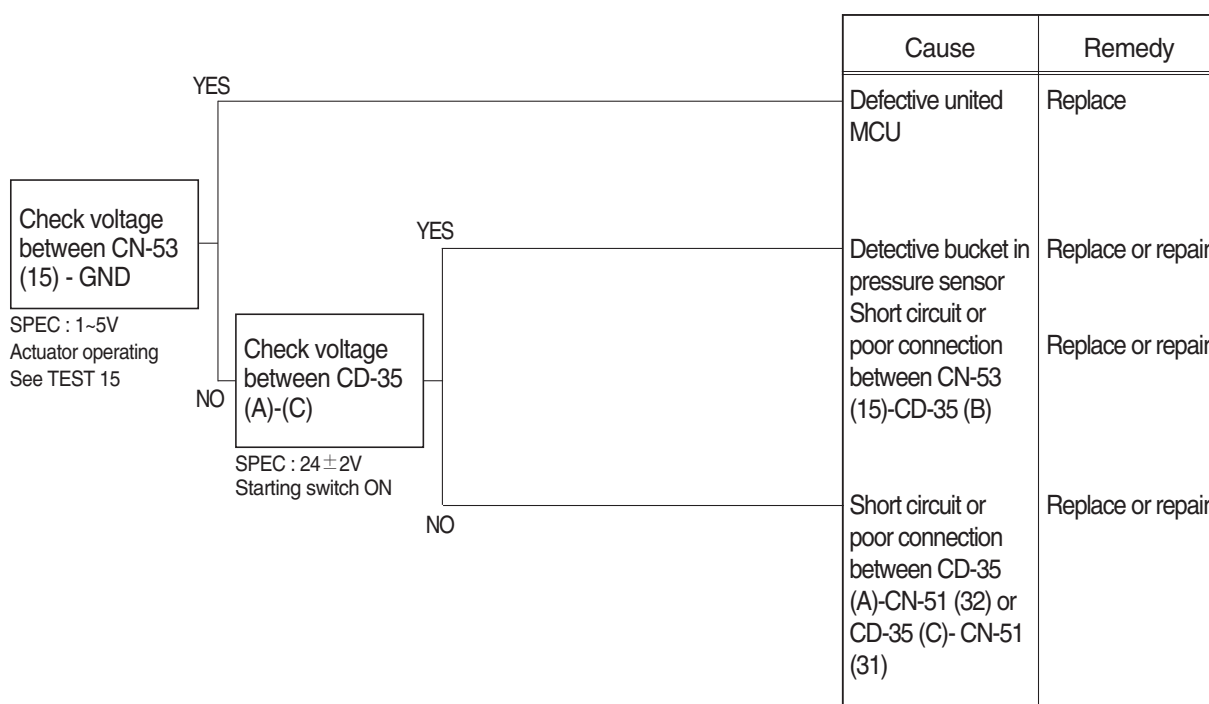 Cause
Remedy
YES
Defective united
MCU
Replace
Check voltage
between CN-53
(15) - GND
SPEC : 1~5V
Actuator operating
See TEST 15
YES
Detective bucket in
pressure sensor
Replace or repair
Short circuit or
poor connection
between CN-53
(15)-CD-35 (B)
Replace or repair
NO
Check voltage
between CD-35
(A)-(C)
SPEC : 24±2V
Starting switch ON
NO
Short circuit or
poor connection
between CD-35
(A)-CN-51 (32) or
CD-35 (C)- CN-51
(31)
Replace or repair